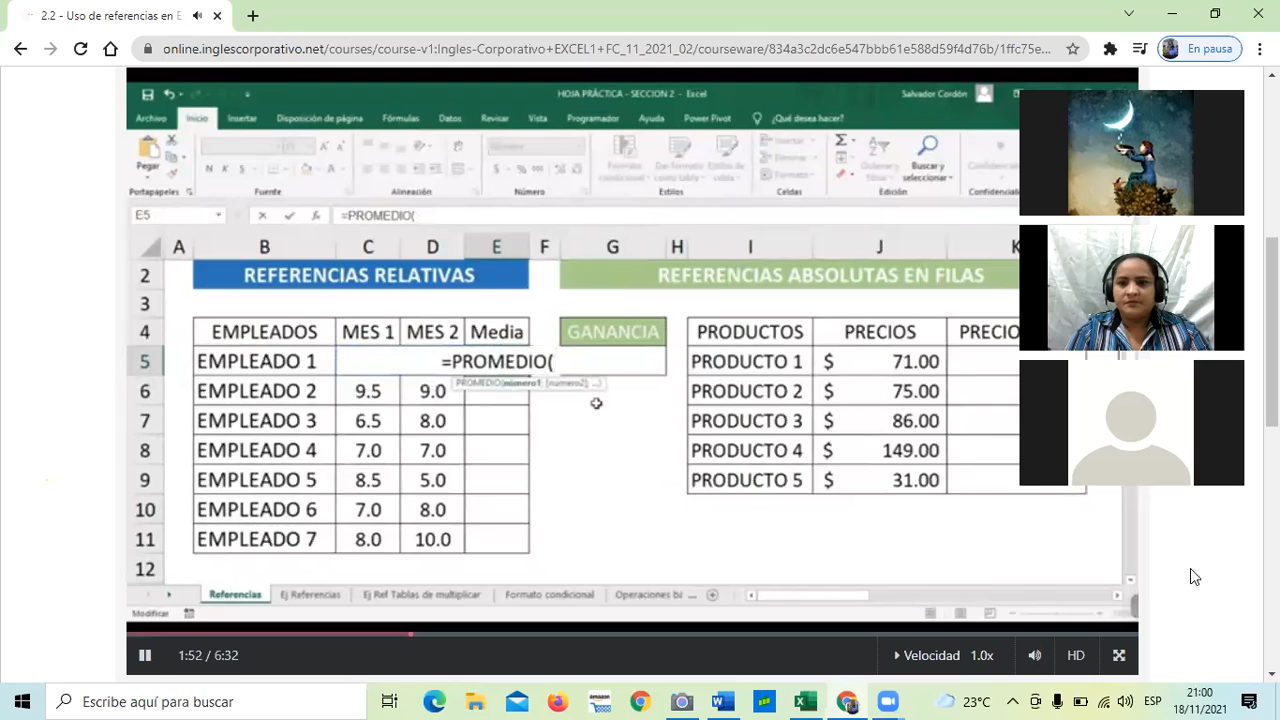 2.2 - Uso de referencias en E
online.inglescorporativo.net/courses/course-v1:Ingles-Corporativo+EXCEL1+FC_11_2021_02/courseware/834a3c2dc6e547bbb61e588d59f4d76b/1ffc75e...
En pausa
HOJA PRÁCTICA - SECCION 2 - Excel
Salvador Cordón
Archivo Inicio Insertar Disposición de página Fórmulas Datos Revisar Vista Programador Ayuda Power Pivot ¿Qué desea hacer?
Pegar
Buscar y seleccionar
Insertar
Eliminar
Formato
Portapapeles Fuente Alineación Número Estilos Celdas Edición Confidencial
E5 =PROMEDIO(
A B C D E F G H I J K
2 REFERENCIAS RELATIVAS REFERENCIAS ABSOLUTAS EN FILAS
3
4 EMPLEADOS MES 1 MES 2 Media GANANCIA PRODUCTOS PRECIOS PRECIO
5 EMPLEADO 1 =PROMEDIO( PRODUCTO 1 $ 71.00
PROMEDIO(número1; [número2]; ...)
6 EMPLEADO 2 9.5 9.0 PRODUCTO 2 $ 75.00
7 EMPLEADO 3 6.5 8.0 PRODUCTO 3 $ 86.00
8 EMPLEADO 4 7.0 7.0 PRODUCTO 4 $ 149.00
9 EMPLEADO 5 8.5 5.0 PRODUCTO 5 $ 31.00
10 EMPLEADO 6 7.0 8.0
11 EMPLEADO 7 8.0 10.0
12
Referencias Ej Referencias Ej Ref Tablas de multiplicar Formato condicional Operaciones bá ...
Modificar
1:52 / 6:32 Velocidad 1.0x HD
Escribe aquí para buscar
23°C ESP 21:00
18/11/2021